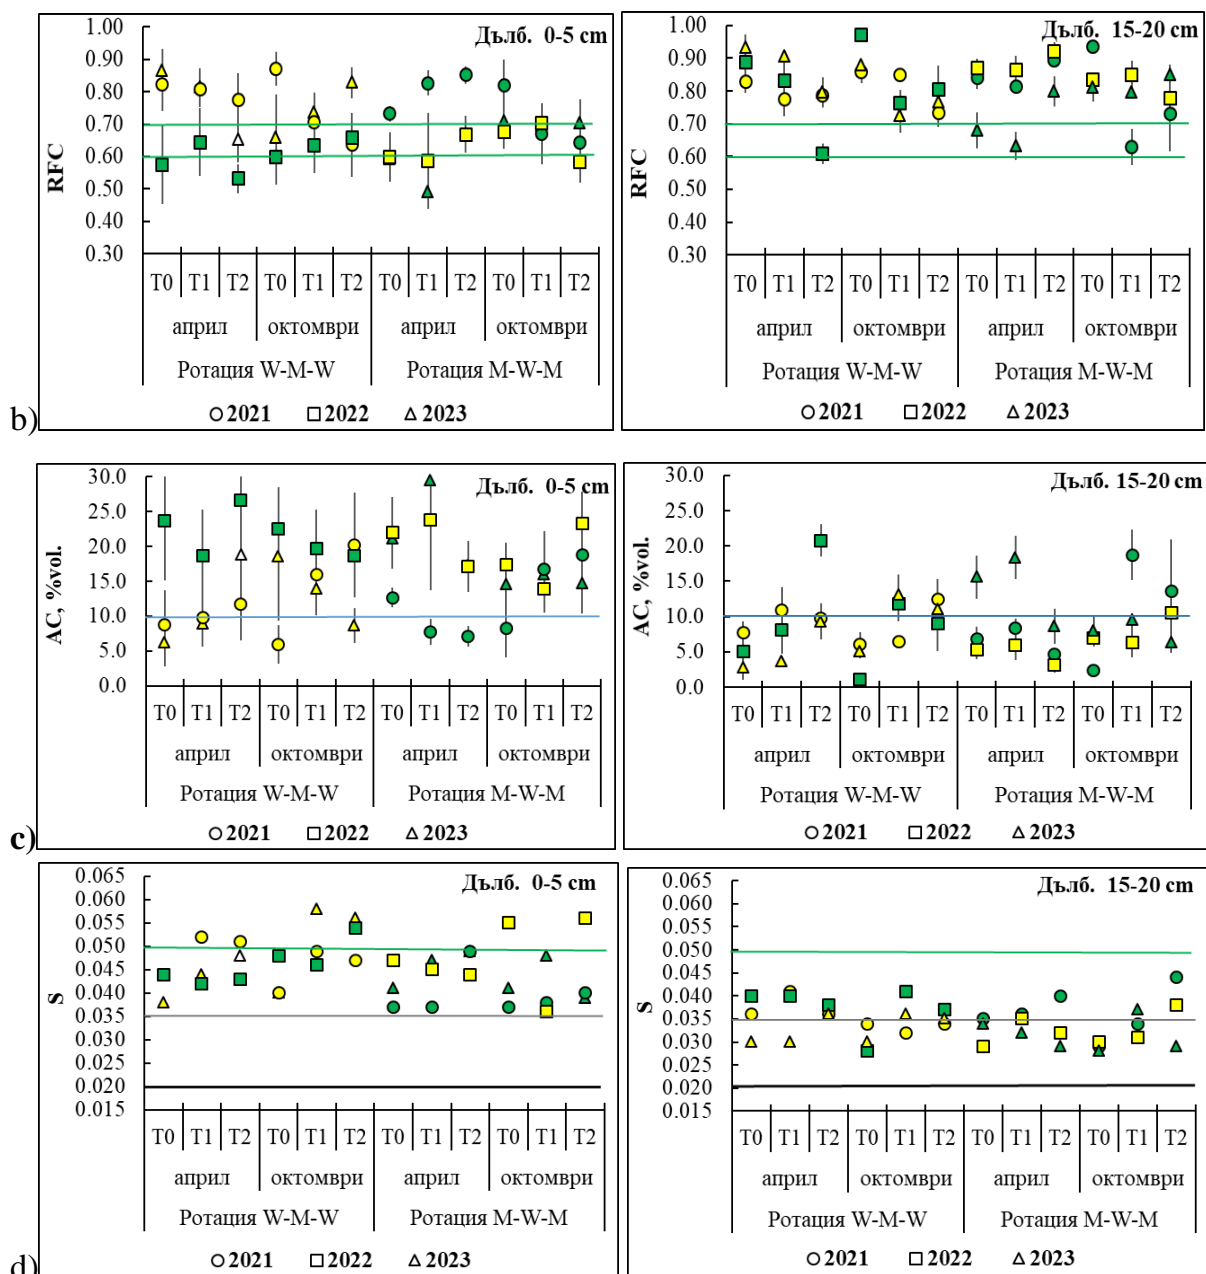 Дълб. 0-5 cm
RFC
1.00
0.90
0.80
0.70
0.60
0.50
0.40
0.30
T0 T1 T2 T0 T1 T2 T0 T1 T2 T0 T1 T2
април октомври април октомври
Ротация W-M-W Ротация M-W-M
2021 2022 2023
b)
Дълб. 15-20 cm
RFC
1.00
0.90
0.80
0.70
0.60
0.50
0.40
0.30
T0 T1 T2 T0 T1 T2 T0 T1 T2 T0 T1 T2
април октомври април октомври
Ротация W-M-W Ротация M-W-M
2021 2022 2023
Дълб. 0-5 cm
AC, %vol.
30.0
25.0
20.0
15.0
10.0
5.0
0.0
T0 T1 T2 T0 T1 T2 T0 T1 T2 T0 T1 T2
април октомври април октомври
Ротация W-M-W Ротация M-W-M
2021 2022 2023
c)
Дълб. 15-20 cm
AC, %vol.
30.0
25.0
20.0
15.0
10.0
5.0
0.0
T0 T1 T2 T0 T1 T2 T0 T1 T2 T0 T1 T2
април октомври април октомври
Ротация W-M-W Ротация M-W-M
2021 2022 2023
Дълб. 0-5 cm
S
0.065
0.060
0.055
0.050
0.045
0.040
0.035
0.030
0.025
0.020
0.015
T0 T1 T2 T0 T1 T2 T0 T1 T2 T0 T1 T2
април октомври април октомври
Ротация W-M-W Ротация M-W-M
2021 2022 2023
d)
Дълб. 15-20 cm
S
0.065
0.060
0.055
0.050
0.045
0.040
0.035
0.030
0.025
0.020
0.015
T0 T1 T2 T0 T1 T2 T0 T1 T2 T0 T1 T2
април октомври април октомври
Ротация W-M-W Ротация M-W-M
2021 2022 2023